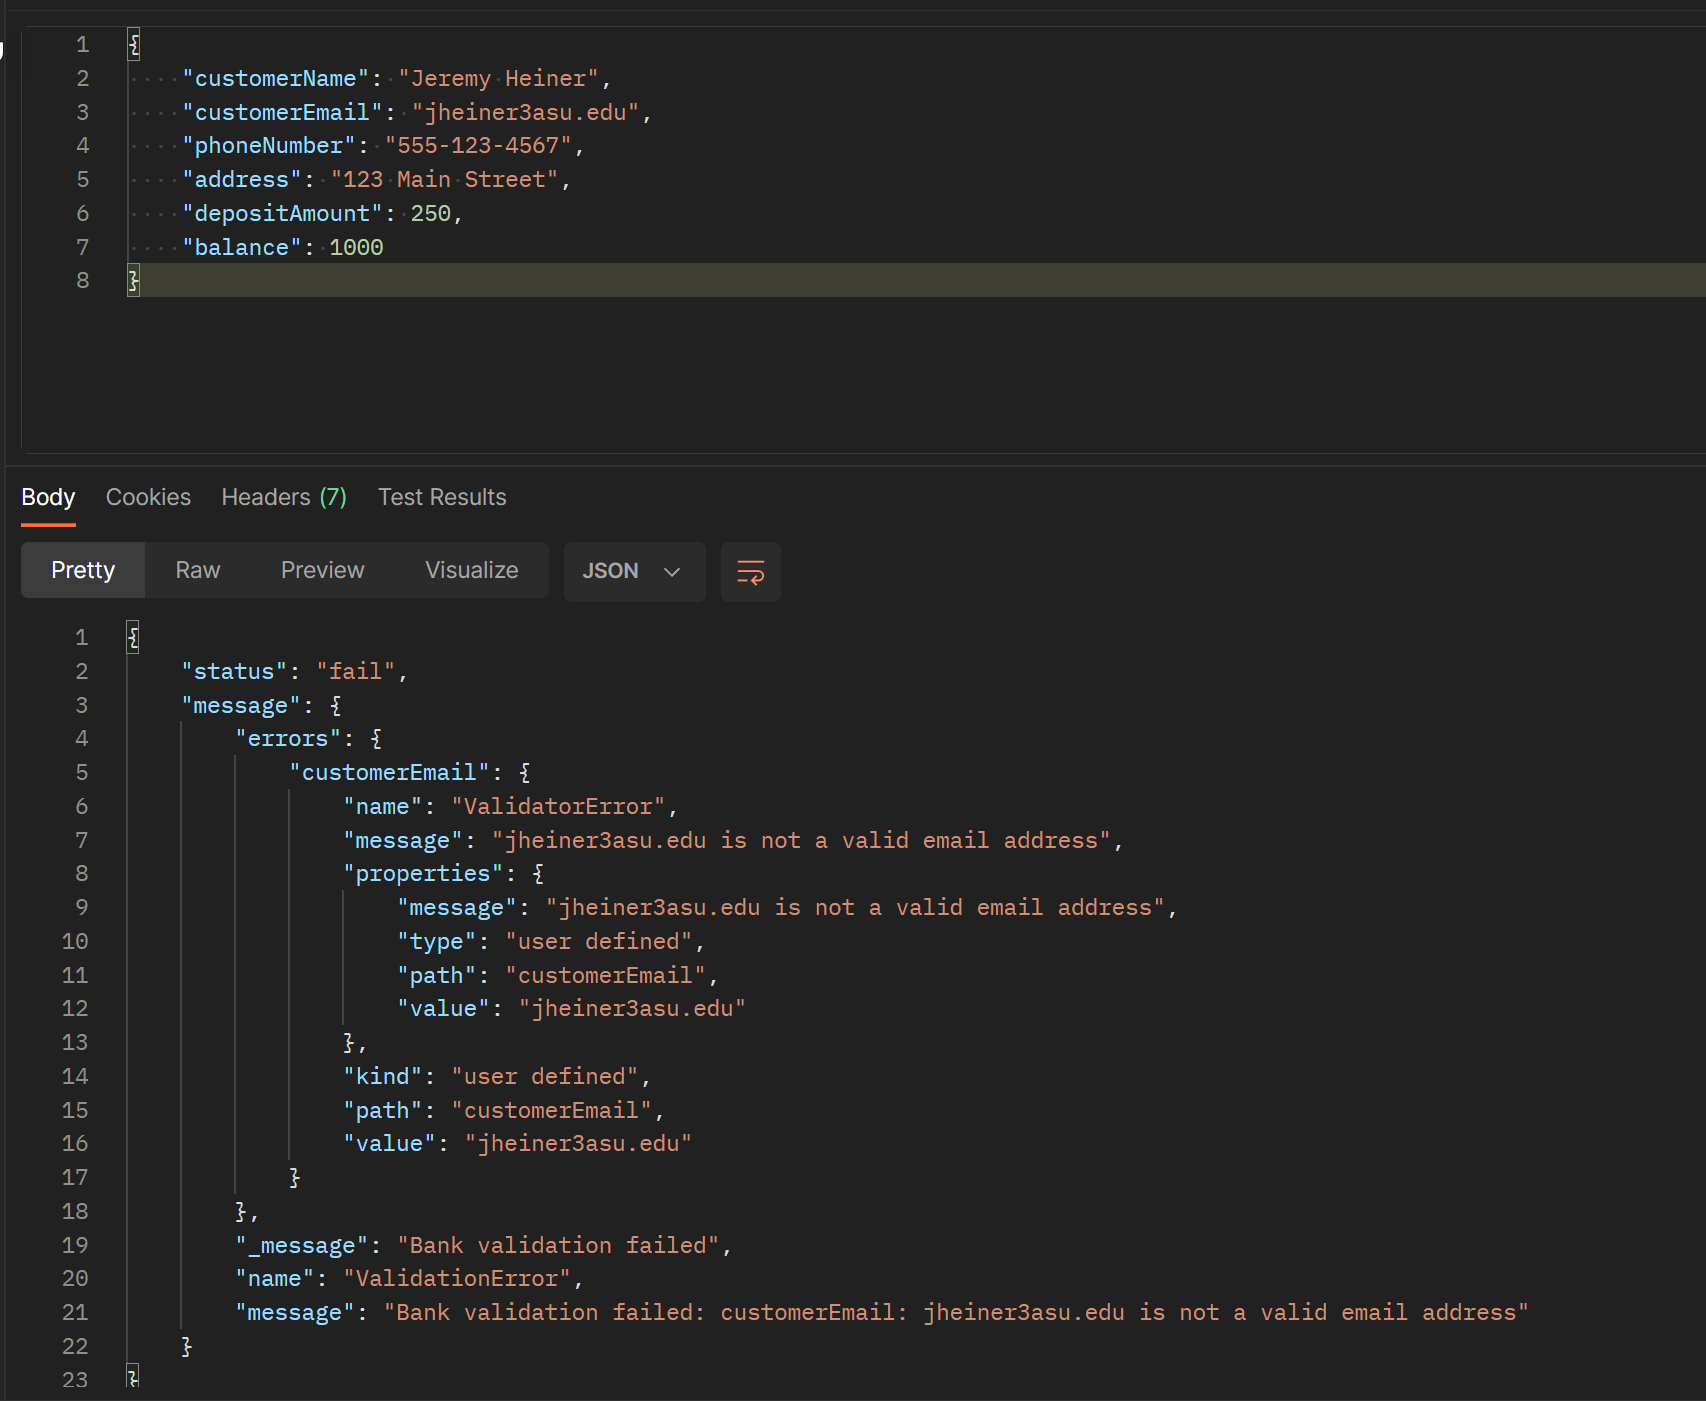 1 {
2 "customerName": "Jeremy Heiner",
3 "customerEmail": "jheiner3asu.edu",
4 "phoneNumber": "555-123-4567",
5 "address": "123 Main Street",
6 "depositAmount": 250,
7 "balance": 1000
8 }
Body Cookies Headers (7) Test Results
Pretty Raw Preview Visualize JSON
1 {
2 "status": "fail",
3 "message": {
4 "errors": {
5 "customerEmail": {
6 "name": "ValidatorError",
7 "message": "jheiner3asu.edu is not a valid email address",
8 "properties": {
9 "message": "jheiner3asu.edu is not a valid email address",
10 "type": "user defined",
11 "path": "customerEmail",
12 "value": "jheiner3asu.edu"
13 },
14 "kind": "user defined",
15 "path": "customerEmail",
16 "value": "jheiner3asu.edu"
17 }
18 },
19 "_message": "Bank validation failed",
20 "name": "ValidationError",
21 "message": "Bank validation failed: customerEmail: jheiner3asu.edu is not a valid email address"
22 }
23 }